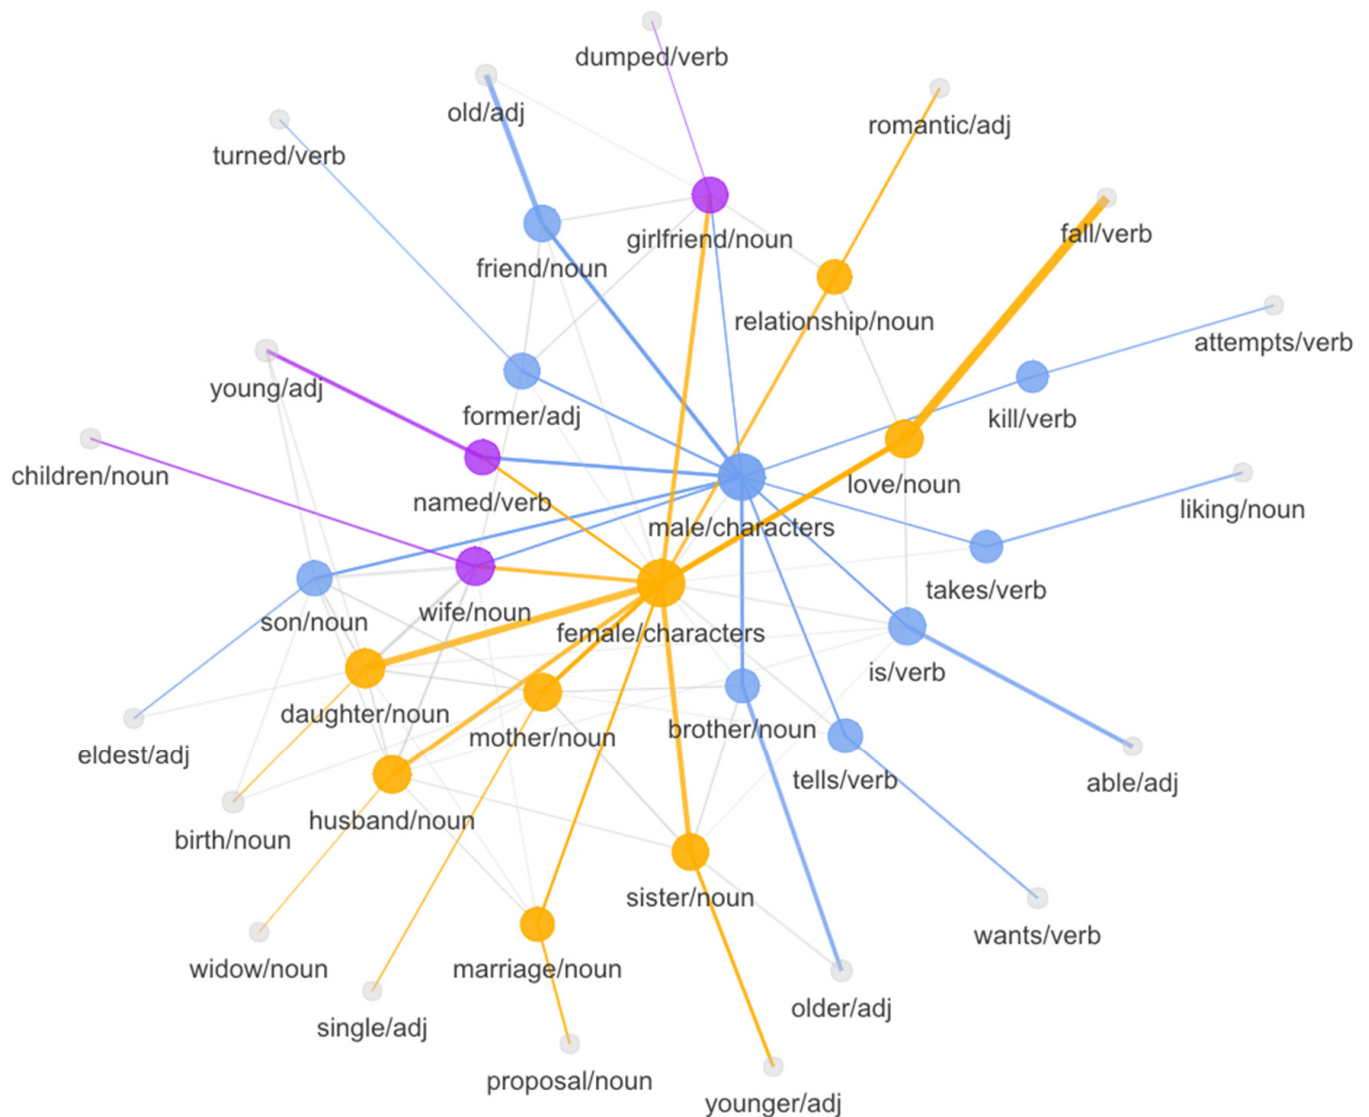 dumped/verb
old/adj
romantic/adj
turned/verb
girlfriend/noun
fall/verb
friend/noun
relationship/noun
attempts/verb
young/adj
former/adj
kill/verb
children/noun
named/verb
love/noun
liking/noun
male/characters
takes/verb
son/noun
wife/noun
female/characters
is/verb
daughter/noun
mother/noun
brother/noun
eldest/adj
tells/verb
able/adj
birth/noun
husband/noun
sister/noun
wants/verb
widow/noun
marriage/noun
older/adj
single/adj
proposal/noun
younger/adj